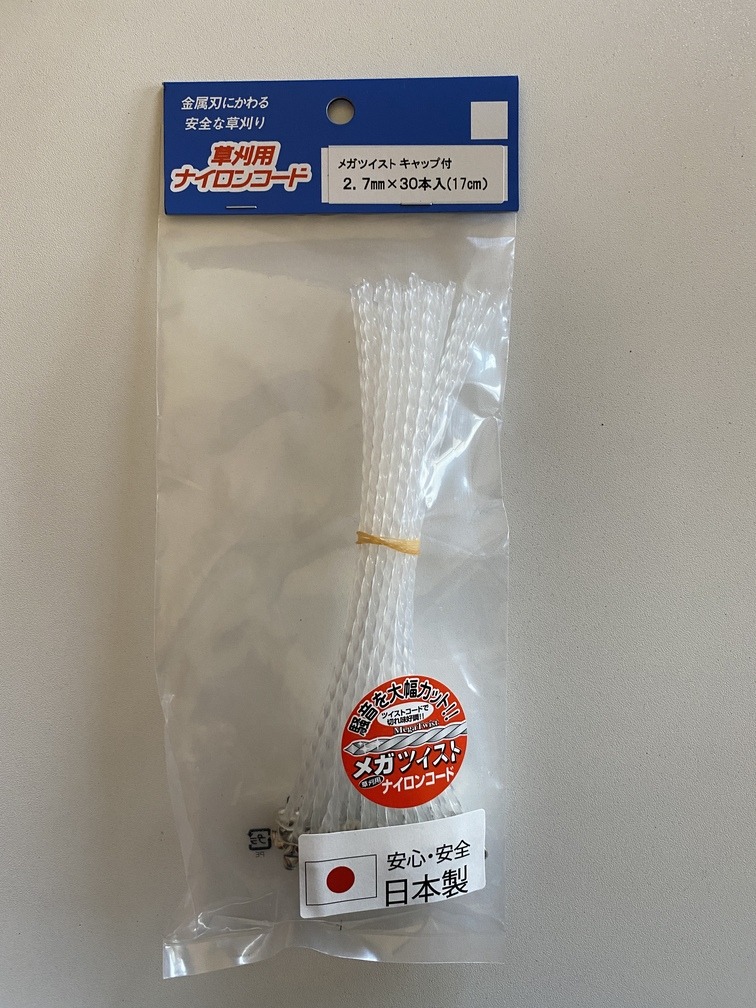 金属刃にかわる
安全な草刈り
草刈用
ナイロンコード
メガツイスト キャップ付
2.7㎜×30本入(17㎝)
騒音を大幅カット!!
ツイストコードで
切れ味好調!!
MegaTwist
メガツイスト
草刈用
ナイロンコード
プラ
安心・安全
日本製